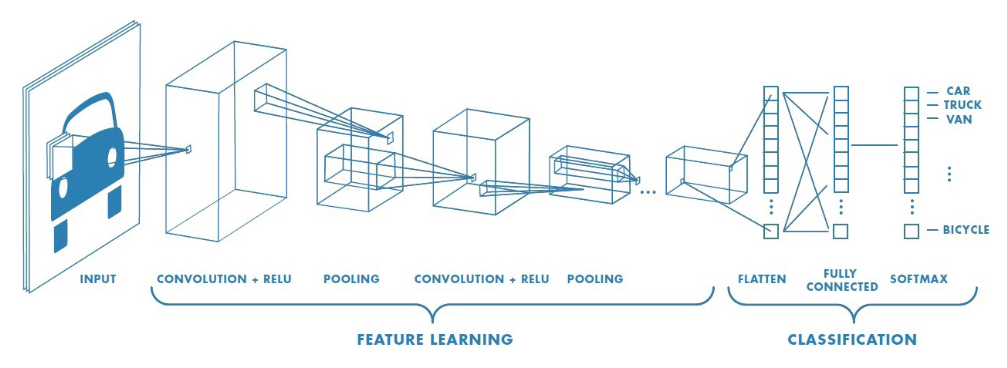 CAR
TRUCK
VAN
BICYCLE
INPUT
CONVOLUTION + RELU
POOLING
CONVOLUTION + RELU
POOLING
FLATTEN
FULLY
CONNECTED
SOFTMAX
FEATURE LEARNING
CLASSIFICATION